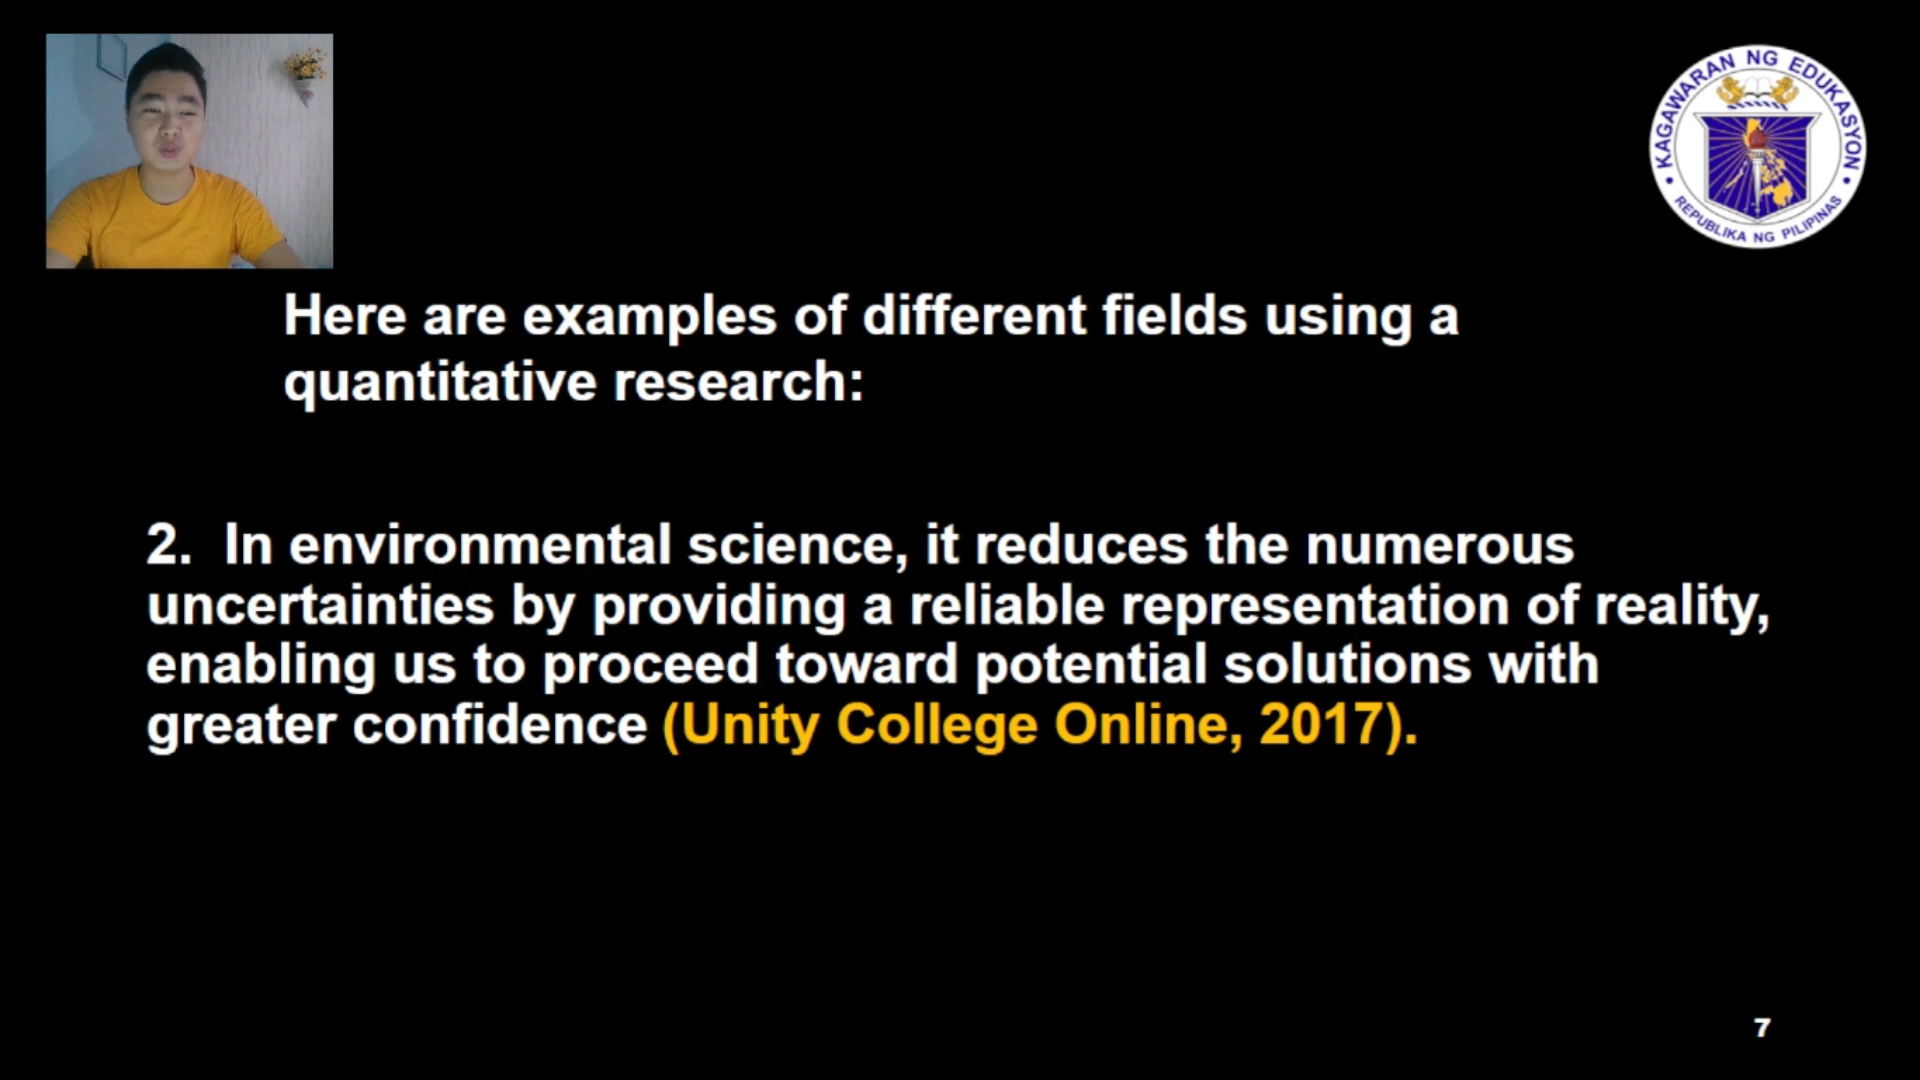 KAGAWARAN NG EDUKASYON
REPUBLIKA NG PILIPINAS
Here are examples of different fields using a
quantitative research:
2. In environmental science, it reduces the numerous
uncertainties by providing a reliable representation of reality,
enabling us to proceed toward potential solutions with
greater confidence (Unity College Online, 2017).
7